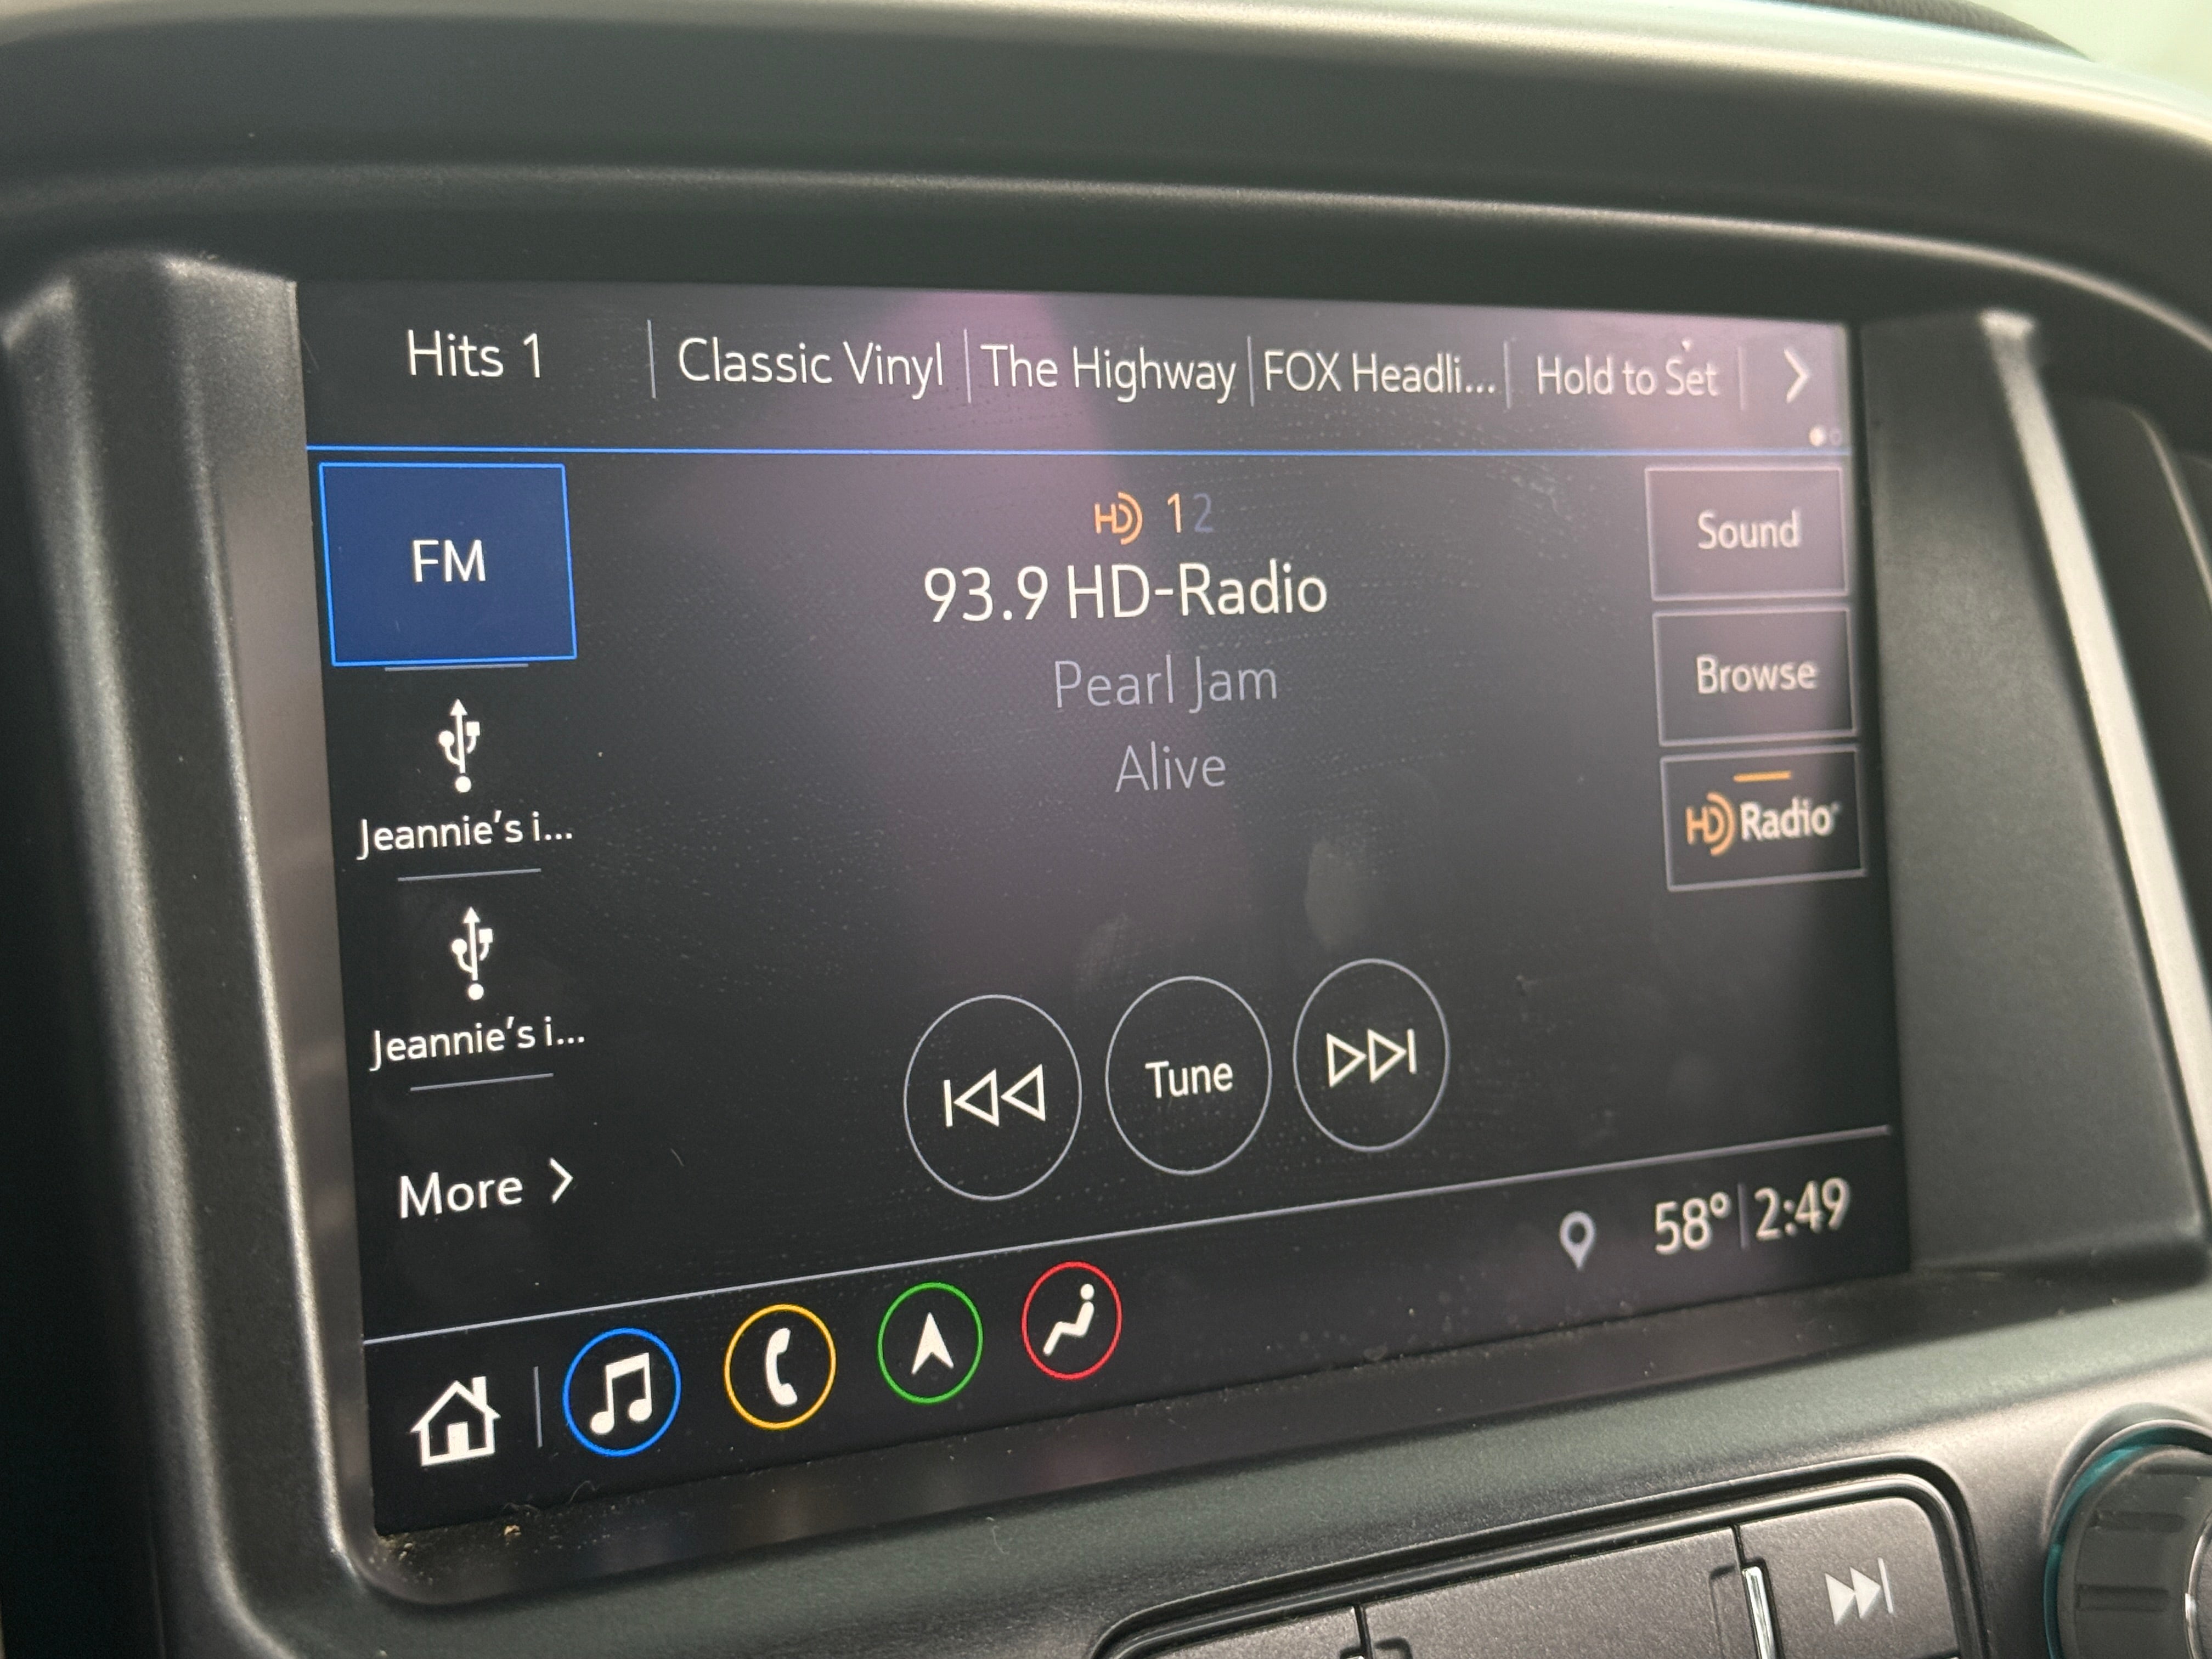 Hits 1
Classic Vinyl
The Highway
FOX Headli...
Hold to Set
FM
HD 1 2
93.9 HD-Radio
Pearl Jam
Alive
Sound
Browse
HD Radio
Jeannie's i...
Jeannie's i...
More
Tune
58° 2:49